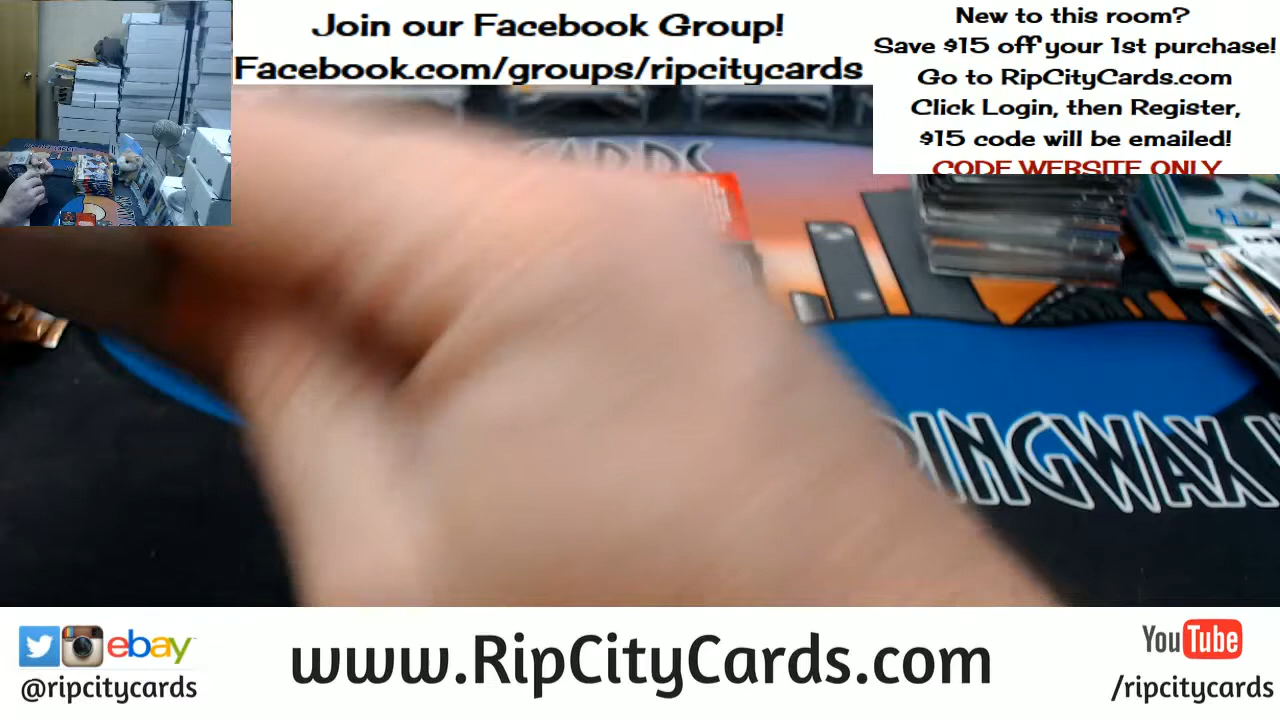 Join our Facebook Group!
Facebook.com/groups/ripcitycards
New to this room?
Save $15 off your 1st purchase!
Go to RipCityCards.com
Click Login, then Register,
$15 code will be emailed!
CODE WEBSITE ONLY
CARDS
PINGWAX
ebay
@ripcitycards
www.RipCityCards.com
YouTube
/ripcitycards